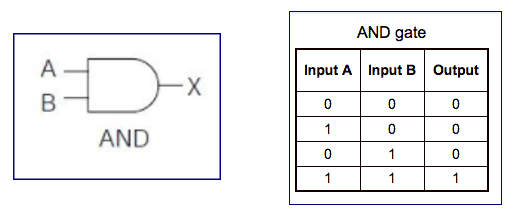 A
B
X
AND
AND gate
Input A Input B Output
0 0 0
1 0 0
0 1 0
1 1 1